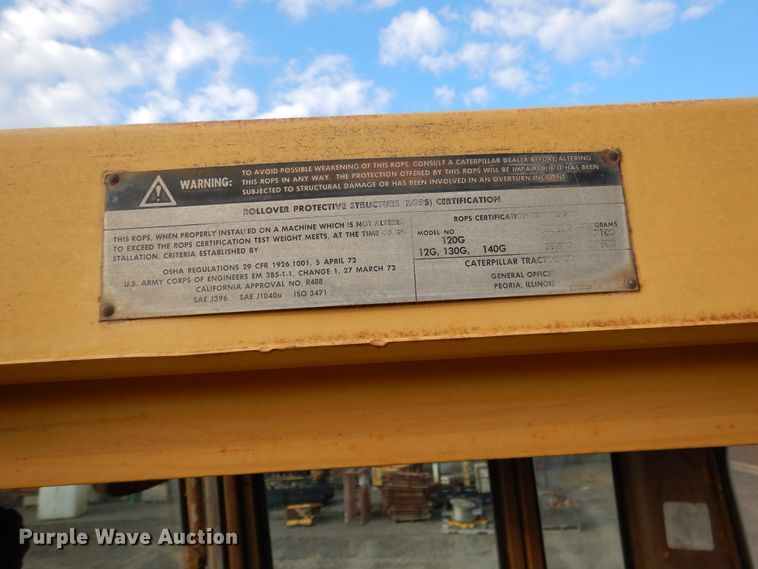 WARNING:
TO AVOID POSSIBLE WEAKENING OF THIS ROPS, CONSULT A CATERPILLAR DEALER BEFORE ALTERING
THIS ROPS IN ANY WAY. THE PROTECTION OFFERED BY THIS ROPS WILL BE IMPAIRED IF IT HAS BEEN
SUBJECTED TO STRUCTURAL DAMAGE OR HAS BEEN INVOLVED IN AN OVERTURN INCIDENT.
ROLLOVER PROTECTIVE STRUCTURE (ROPS) CERTIFICATION
THIS ROPS, WHEN PROPERLY INSTALLED ON A MACHINE WHICH IS NOT ALTERED
TO EXCEED THE ROPS CERTIFICATION TEST WEIGHT MEETS, AT THE TIME OF IN-
STALLATION, CRITERIA ESTABLISHED BY:
OSHA REGULATIONS 29 CFR 1926.1001, 5 APRIL 72
U.S. ARMY CORPS OF ENGINEERS EM 385-1-1, CHANGE 1, 27 MARCH 72
CALIFORNIA APPROVAL NO. R488
SAE J396 SAE J1040a ISO 3471
ROPS CERTIFICATION
MODEL NO
120G
12G, 130G, 140G
CATERPILLAR TRACTOR CO.
GENERAL OFFICE
PEORIA, ILLINOIS
Purple Wave Auction